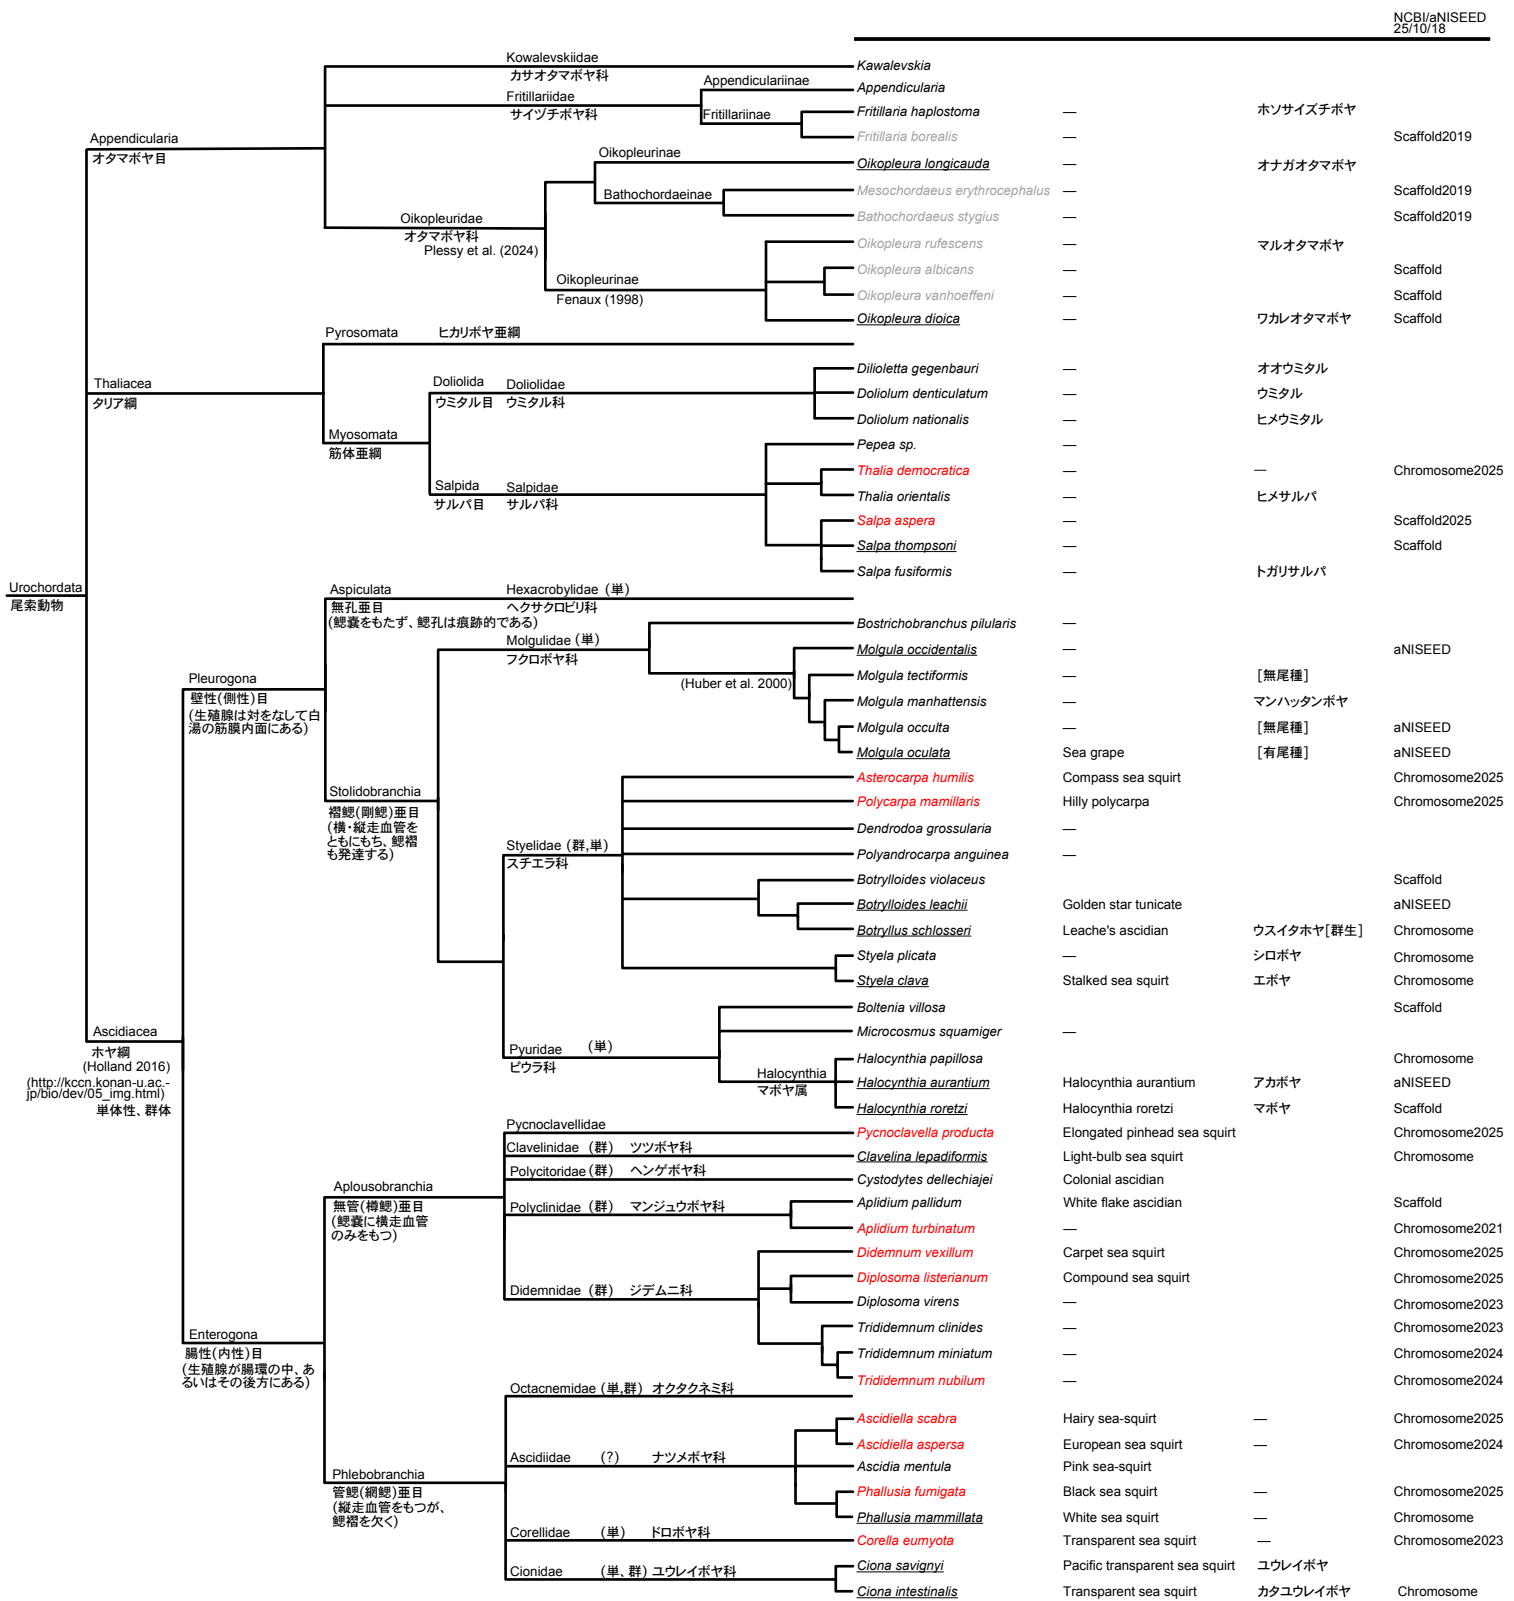 NCBI/aNISEED
25/10/18
Kowalevskiidae
カサオタマボヤ科
Kawalevskia
Appendiculariinae
Appendicularia
Fritillariidae
サイヅチボヤ科
Fritillariinae
Fritillaria haplostoma — ホソサイズチボヤ
Fritillaria borealis — Scaffold2019
Appendicularia
オタマボヤ目
Oikopleurinae
Oikopleura longicauda — オナガオタマボヤ
Bathochordaeinae
Mesochordaeus erythrocephalus — Scaffold2019
Bathochordaeus stygius — Scaffold2019
Oikopleuridae
オタマボヤ科
Plessy et al. (2024)
Oikopleura rufescens — マルオタマボヤ
Oikopleura albicans — Scaffold
Oikopleurinae
Fenaux (1998)
Oikopleura vanhoeffeni — Scaffold
Oikopleura dioica — ワカレオタマボヤ Scaffold
Pyrosomata ヒカリボヤ亜綱
Thaliacea
タリア綱
Doliolida Doliolidae
ウミタル目 ウミタル科
Dilioletta gegenbauri — オオウミタル
Doliolum denticulatum — ウミタル
Doliolum nationalis — ヒメウミタル
Myosomata
筋体亜綱
Pepea sp. —
Thalia democratica — — Chromosome2025
Salpida Salpidae
サルパ目 サルパ科
Thalia orientalis — ヒメサルパ
Salpa aspera — Scaffold2025
Salpa thompsoni — Scaffold
Salpa fusiformis — トガリサルパ
Urochordata
尾索動物
Aspiculata Hexacrobylidae (単)
無孔亜目 ヘクサクロビリ科
(鰓嚢をもたず、鰓孔は痕跡的である)
Bostrichobranchus pilularis —
Molgulidae (単)
フクロボヤ科
Molgula occidentalis — aNISEED
(Huber et al. 2000)
Molgula tectiformis — [無尾種]
Molgula manhattensis — マンハッタンボヤ
Molgula occulta — [無尾種] aNISEED
Molgula oculata Sea grape [有尾種] aNISEED
Pleurogona
壁性(側性)目
(生殖腺は対をなして白
湯の筋膜内面にある)
Asterocarpa humilis Compass sea squirt Chromosome2025
Stolidobranchia
褶鰓(剛鰓)亜目
(横・縦走血管を
ともにもち、鰓褶
も発達する)
Polycarpa mamillaris Hilly polycarpa Chromosome2025
Dendrodoa grossularia —
Styelidae (群,単)
スチエラ科
Polyandrocarpa anguinea —
Botrylloides violaceus Scaffold
Botrylloides leachii Golden star tunicate aNISEED
Botryllus schlosseri Leache's ascidian ウスイタホヤ[群生] Chromosome
Styela plicata — シロボヤ Chromosome
Styela clava Stalked sea squirt エボヤ Chromosome
Boltenia villosa Scaffold
Ascidiacea
ホヤ綱
(Holland 2016)
(http://kccn.konan-u.ac.-
jp/bio/dev/05_img.html)
単体性、群体
Microcosmus squamiger —
Pyuridae (単)
ピウラ科
Halocynthia papillosa Chromosome
Halocynthia
マボヤ属
Halocynthia aurantium Halocynthia aurantium アカボヤ aNISEED
Halocynthia roretzi Halocynthia roretzi マボヤ Scaffold
Pycnoclavellidae
Pycnoclavella producta Elongated pinhead sea squirt Chromosome2025
Clavelinidae (群) ツツボヤ科
Clavelina lepadiformis Light-bulb sea squirt Chromosome
Polycitoridae (群) ヘンゲボヤ科
Cystodytes dellechiajei Colonial ascidian
Aplousobranchia
無管(樽鰓)亜目
(鰓嚢に横走血管
のみをもつ)
Polyclinidae (群) マンジュウボヤ科
Aplidium pallidum White flake ascidian Scaffold
Aplidium turbinatum — Chromosome2021
Didemnum vexillum Carpet sea squirt Chromosome2025
Diplosoma listerianum Compound sea squirt Chromosome2025
Didemnidae (群) ジデムニ科
Diplosoma virens — Chromosome2023
Trididemnum clinides — Chromosome2023
Trididemnum miniatum — Chromosome2024
Trididemnum nubilum — Chromosome2024
Enterogona
腸性(内性)目
(生殖腺が腸環の中、あ
るいはその後方にある)
Octacnemidae (単,群) オクタクネミ科
Ascidiella scabra Hairy sea-squirt — Chromosome2025
Ascidiella aspersa European sea squirt — Chromosome2024
Ascidiidae (?) ナツメボヤ科
Ascidia mentula Pink sea-squirt
Phlebobranchia
管鰓(網鰓)亜目
(縦走血管をもつが、
鰓褶を欠く)
Phallusia fumigata Black sea squirt — Chromosome2025
Phallusia mammillata White sea squirt — Chromosome
Corellidae (単) ドロボヤ科
Corella eumyota Transparent sea squirt — Chromosome2023
Cionidae (単、群) ユウレイボヤ科
Ciona savignyi Pacific transparent sea squirt ユウレイボヤ
Ciona intestinalis Transparent sea squirt カタユウレイボヤ Chromosome